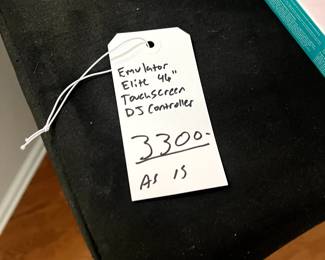 Emulator
Elite 46"
Touchscreen
DJ Controller
3300-
AS IS